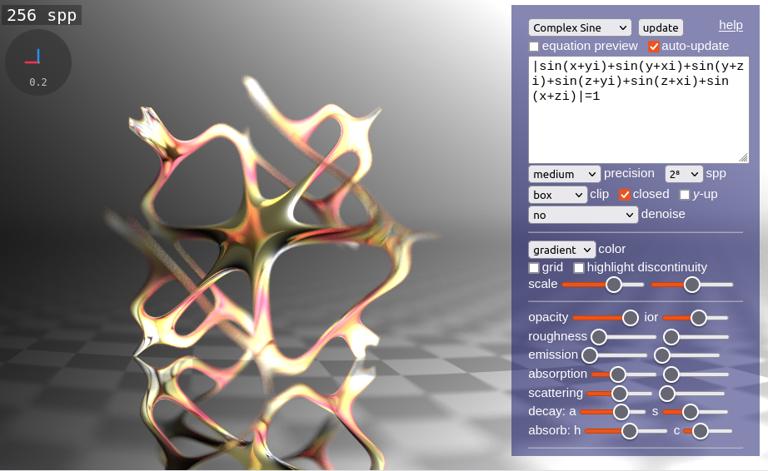 256 spp
0.2
Complex Sine update help
equation preview auto-update
|sin(x+yi)+sin(y+xi)+sin(y+z
i)+sin(z+yi)+sin(z+xi)+sin
(x+zi)|=1
medium precision 2⁸ spp
box clip closed y-up
no denoise
gradient color
grid highlight discontinuity
scale
opacity ior
roughness
emission
absorption
scattering
decay: a s
absorb: h c